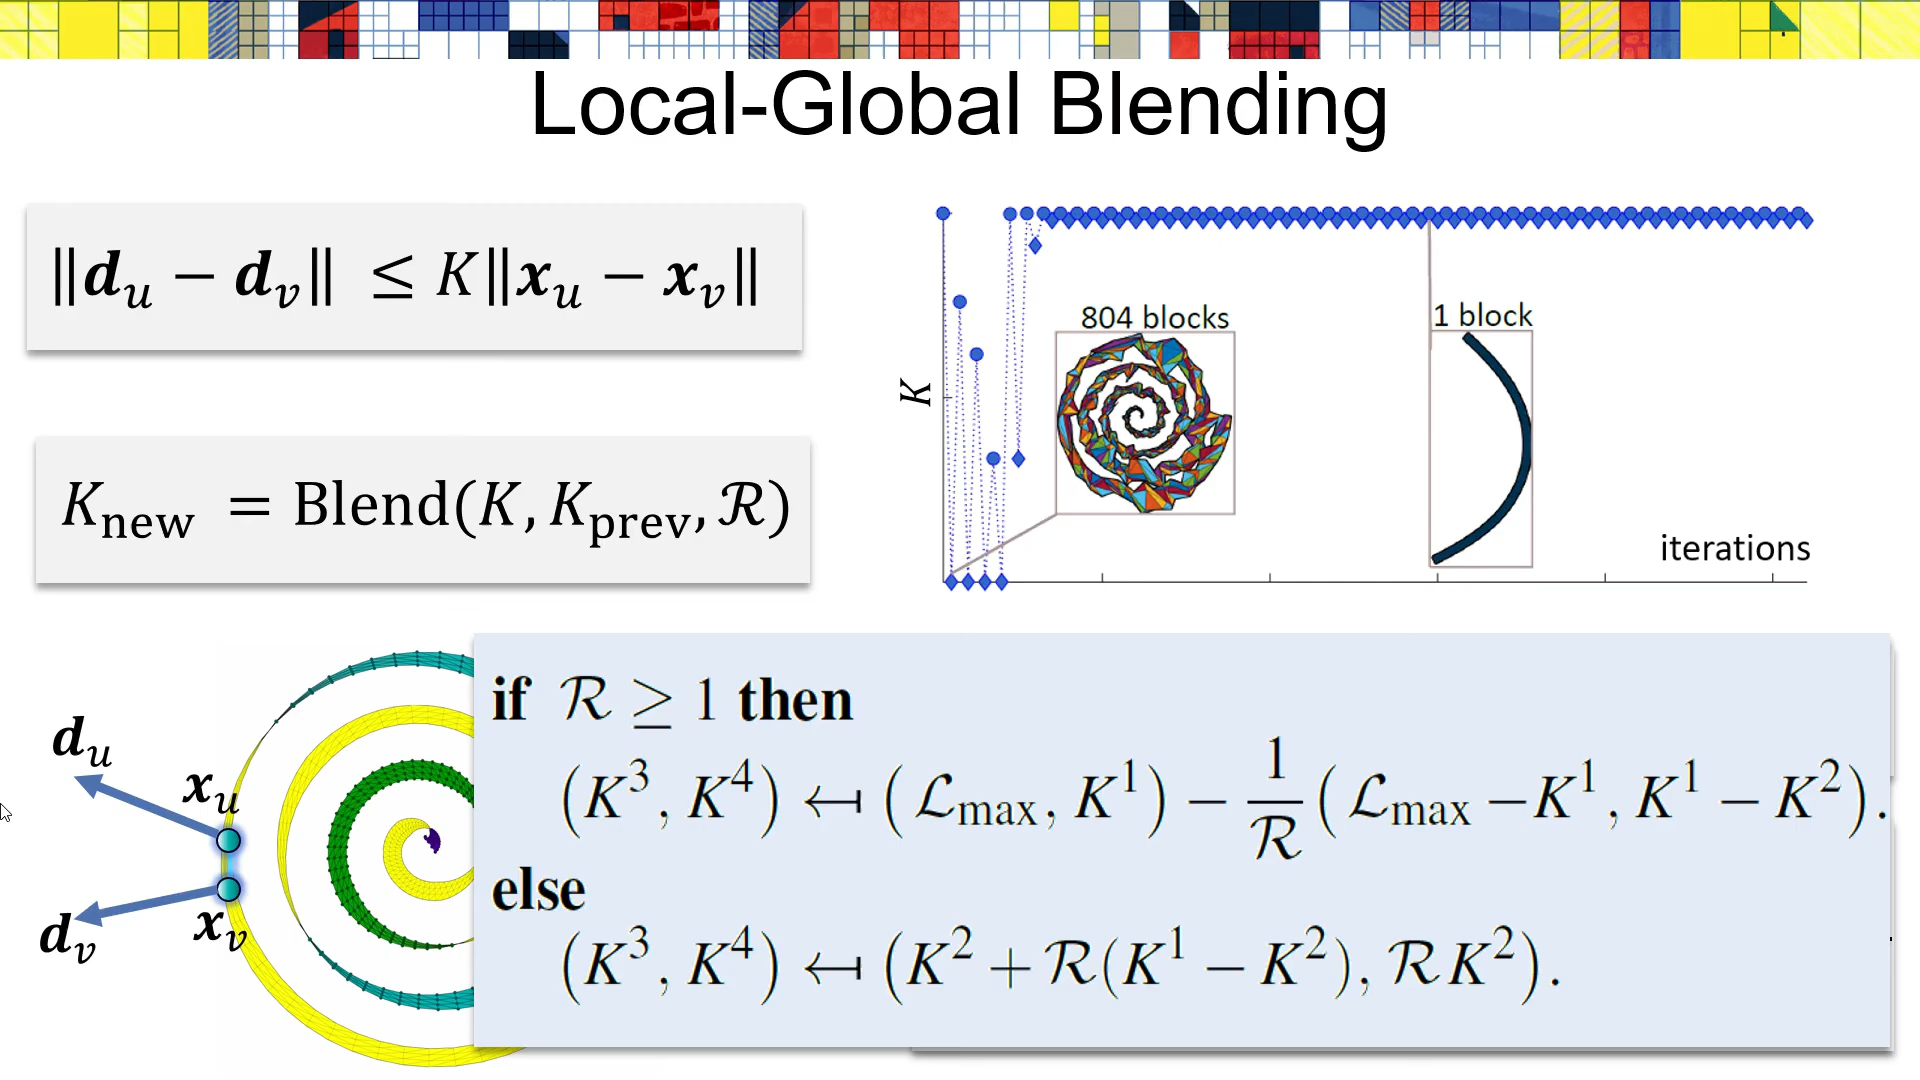 Local-Global Blending
‖d_u − d_v‖ ≤ K‖x_u − x_v‖
K_new = Blend(K, K_prev, ℛ)
K
804 blocks
1 block
iterations
d_u
x_u
d_v
x_v
if ℛ ≥ 1 then
(K^3, K^4) ↤ (ℒ_max, K^1) − 1/ℛ (ℒ_max − K^1, K^1 − K^2).
else
(K^3, K^4) ↤ (K^2 + ℛ(K^1 − K^2), ℛK^2).